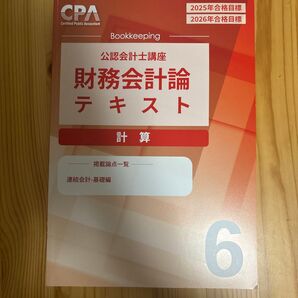 CPA
Certified Public Accountant
2025年合格目標
2026年合格目標
Bookkeeping
公認会計士講座
財務会計論
テキスト
計算
掲載論点一覧
連結会計-基礎編
6